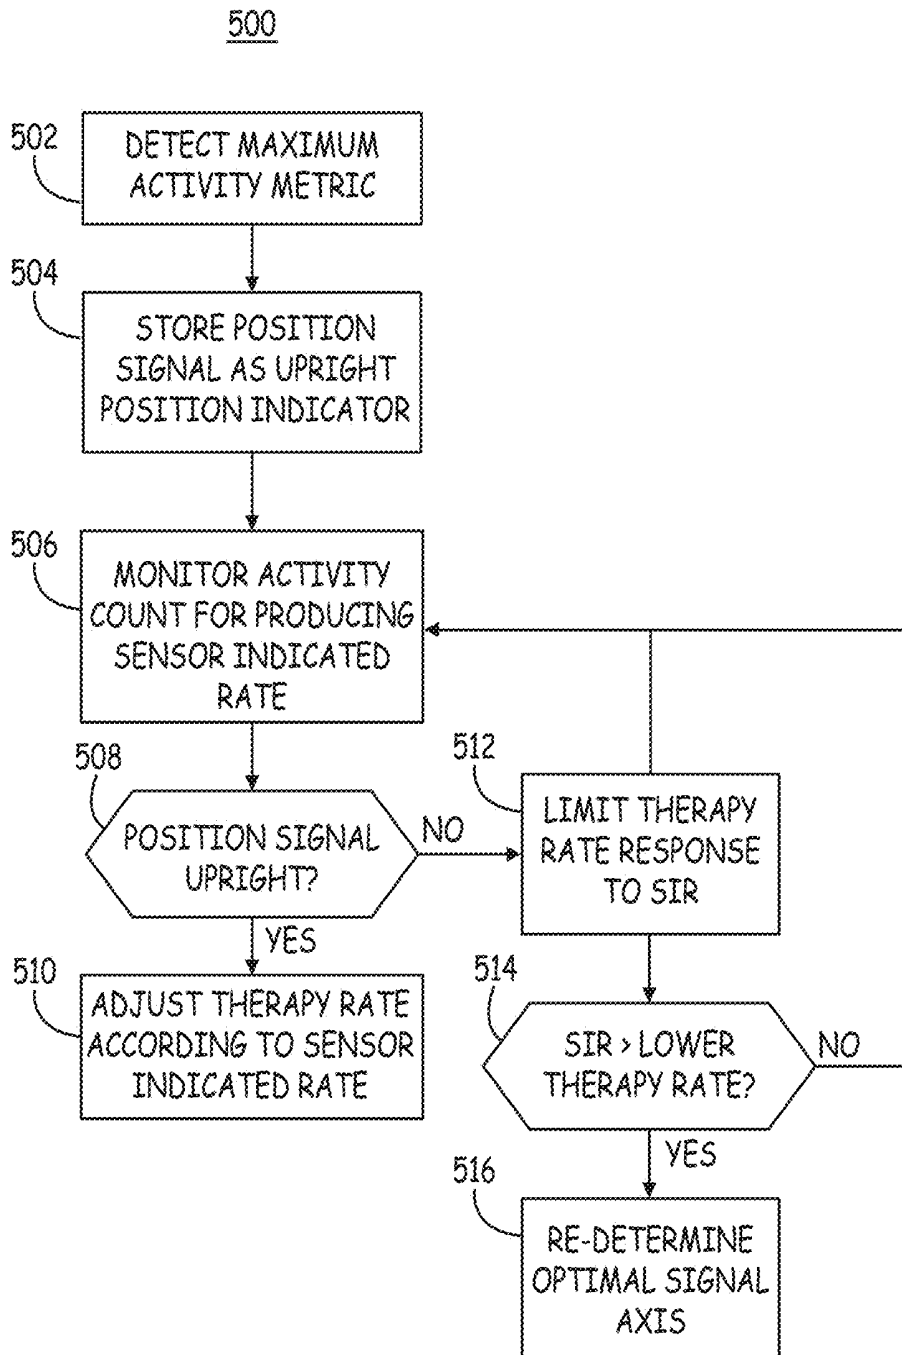 500
502
DETECT MAXIMUM
ACTIVITY METRIC
504
STORE POSITION
SIGNAL AS UPRIGHT
POSITION INDICATOR
506
MONITOR ACTIVITY
COUNT FOR PRODUCING
SENSOR INDICATED
RATE
508
POSITION SIGNAL
UPRIGHT?
NO
YES
510
ADJUST THERAPY RATE
ACCORDING TO SENSOR
INDICATED RATE
512
LIMIT THERAPY
RATE RESPONSE
TO SIR
514
SIR > LOWER
THERAPY RATE?
NO
YES
516
RE-DETERMINE
OPTIMAL SIGNAL
AXIS